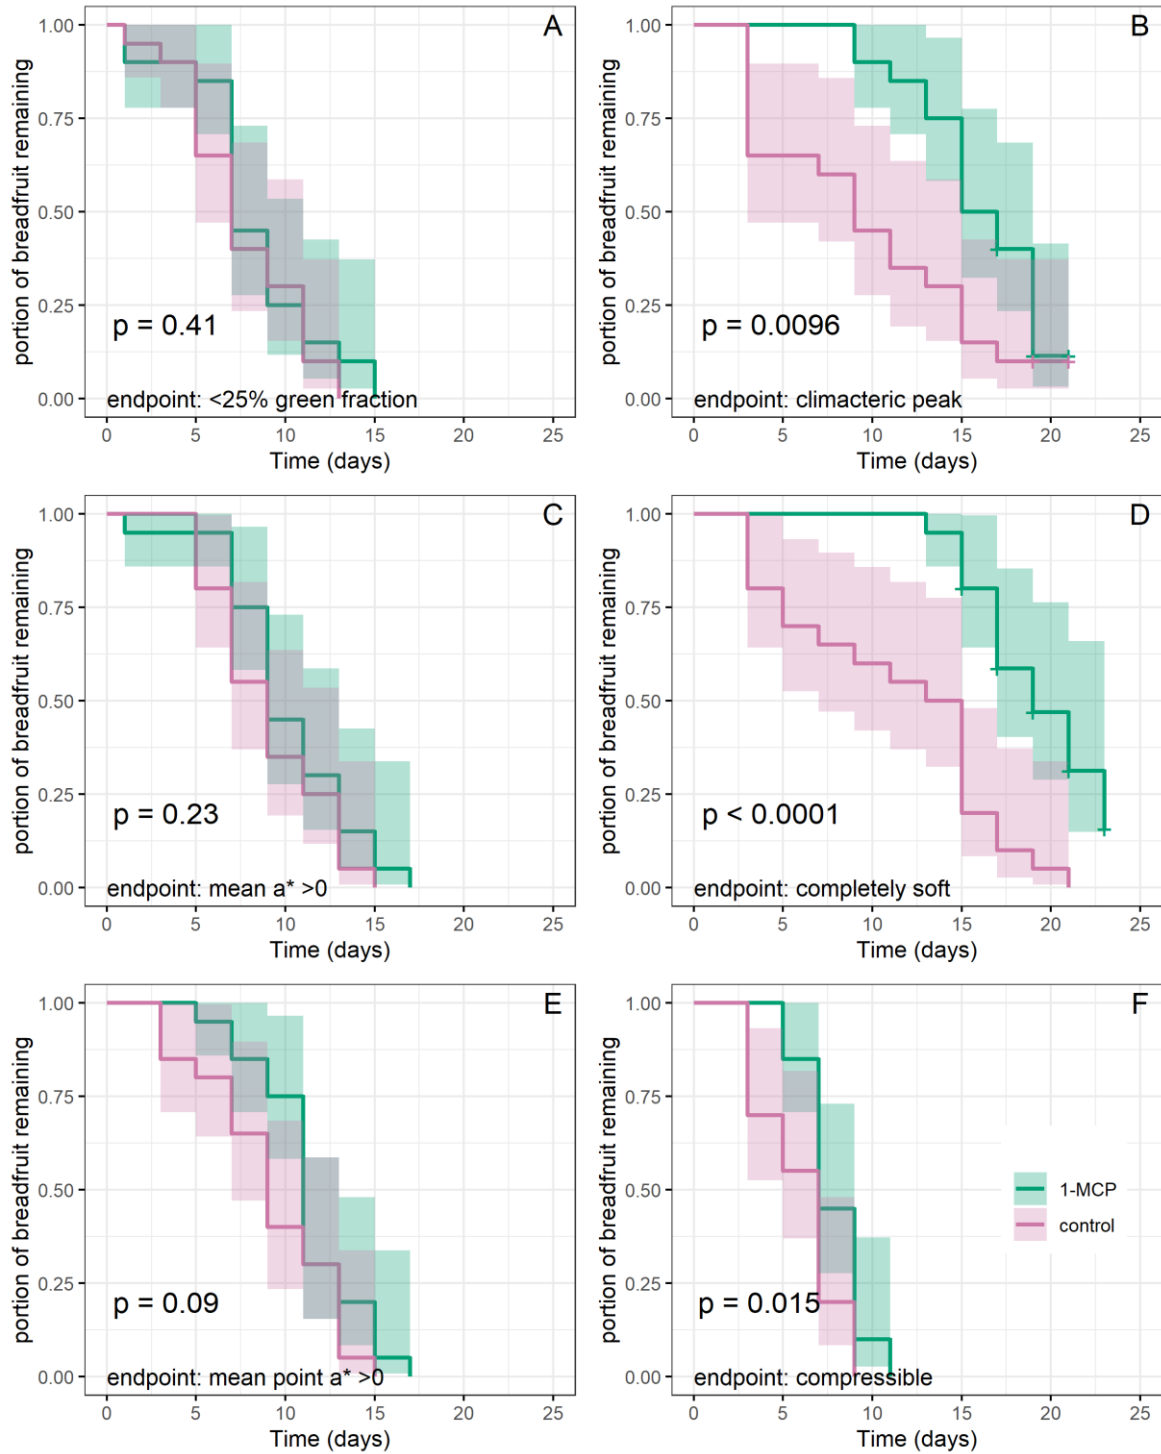 A
portion of breadfruit remaining
1.00
0.75
0.50
0.25
0.00
p = 0.41
endpoint: <25% green fraction
0 5 10 15 20 25
Time (days)
B
portion of breadfruit remaining
1.00
0.75
0.50
0.25
0.00
p = 0.0096
endpoint: climacteric peak
0 5 10 15 20 25
Time (days)
C
portion of breadfruit remaining
1.00
0.75
0.50
0.25
0.00
p = 0.23
endpoint: mean a* >0
0 5 10 15 20 25
Time (days)
D
portion of breadfruit remaining
1.00
0.75
0.50
0.25
0.00
p < 0.0001
endpoint: completely soft
0 5 10 15 20 25
Time (days)
E
portion of breadfruit remaining
1.00
0.75
0.50
0.25
0.00
p = 0.09
endpoint: mean point a* >0
0 5 10 15 20 25
Time (days)
F
portion of breadfruit remaining
1.00
0.75
0.50
0.25
0.00
1-MCP
control
p = 0.015
endpoint: compressible
0 5 10 15 20 25
Time (days)